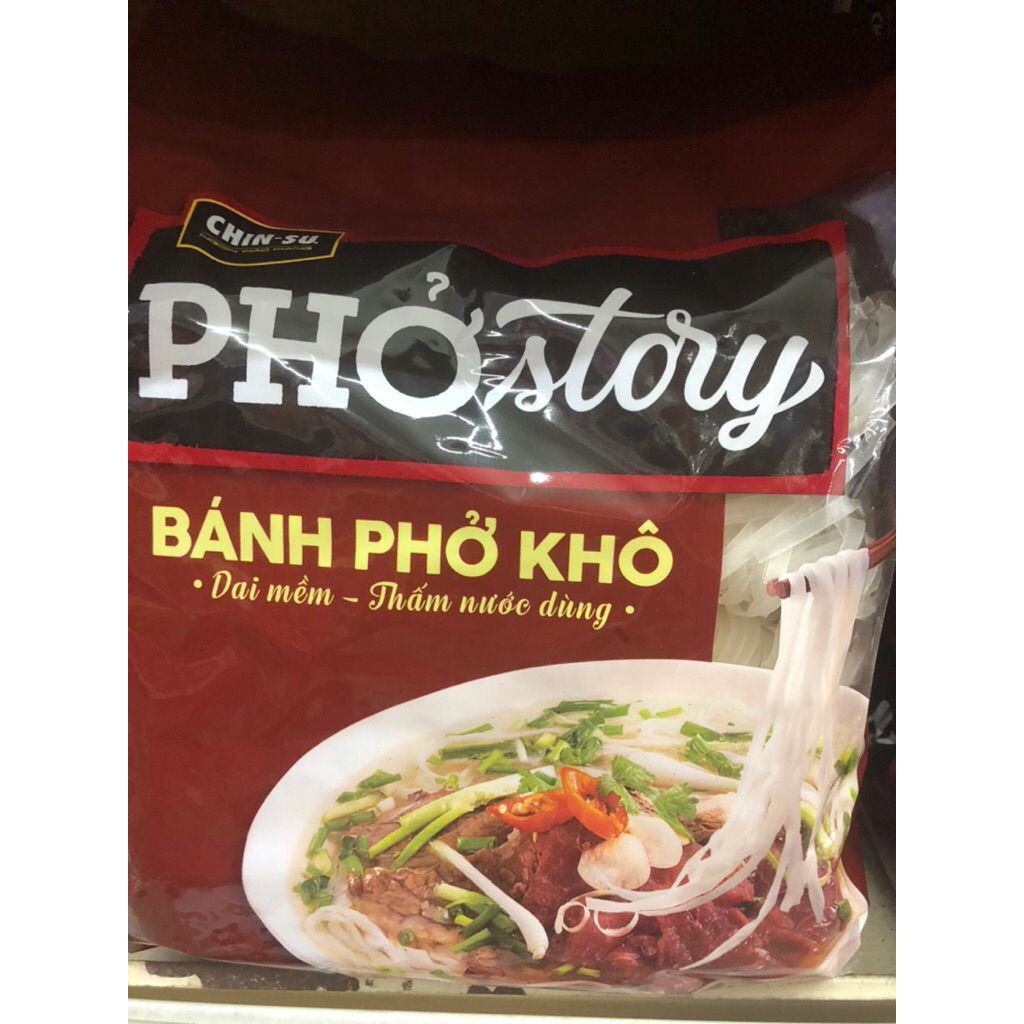 CHIN-SU
PHỞ story
BÁNH PHỞ KHÔ
• Dai mềm – Thấm nước dùng •